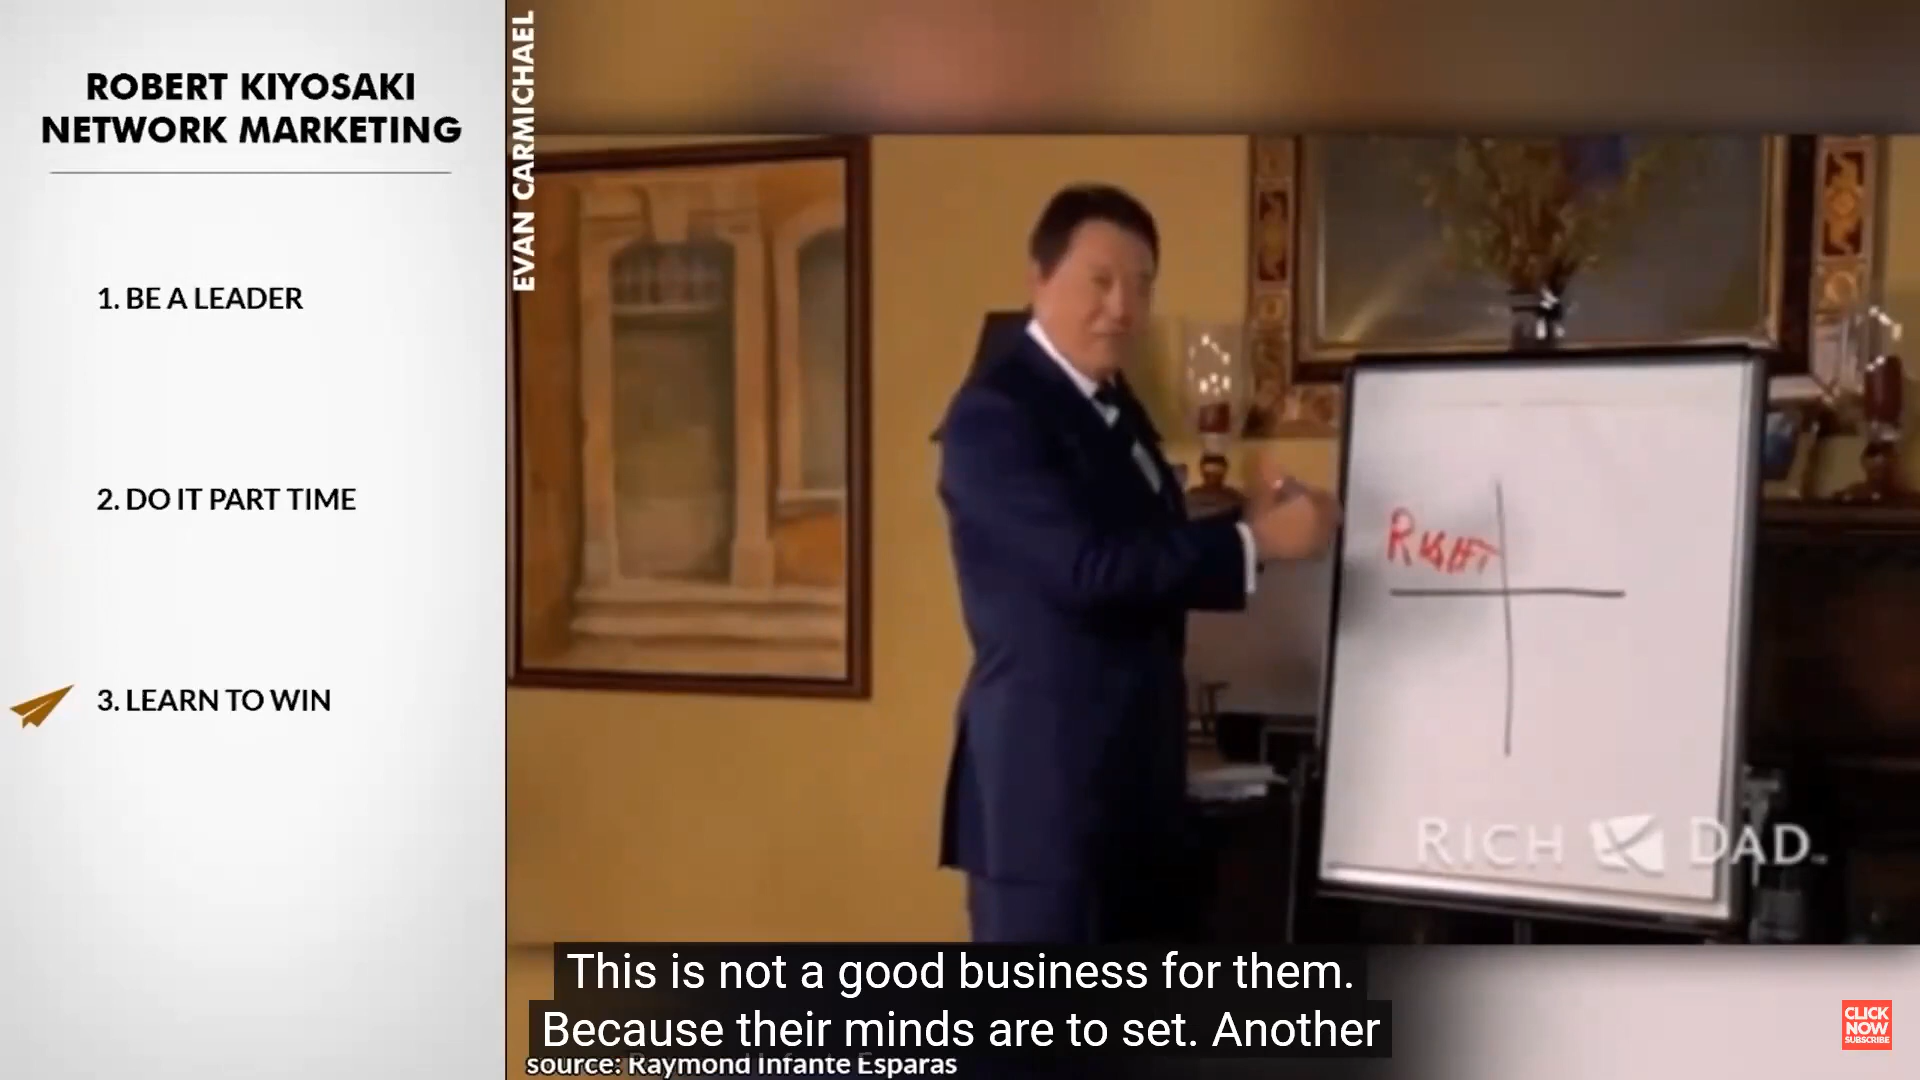 ROBERT KIYOSAKI
NETWORK MARKETING
1. BE A LEADER
2. DO IT PART TIME
3. LEARN TO WIN
EVAN CARMICHAEL
RIGHT
RICH DAD
This is not a good business for them.
Because their minds are to set. Another
source: Raymond Infante Esparas
CLICK
NOW
SUBSCRIBE